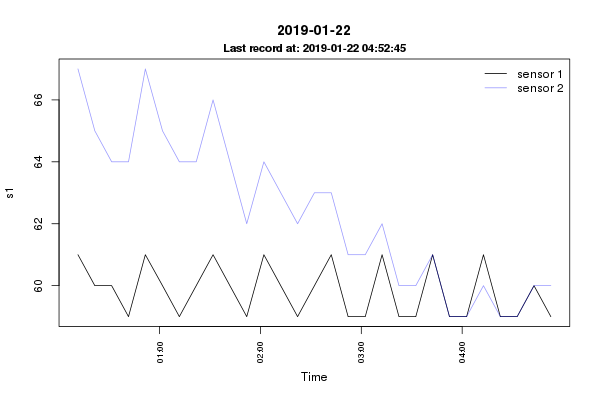 2019-01-22
Last record at: 2019-01-22 04:52:45
sensor 1
sensor 2
s1
66
64
62
60
01:00
02:00
03:00
04:00
Time